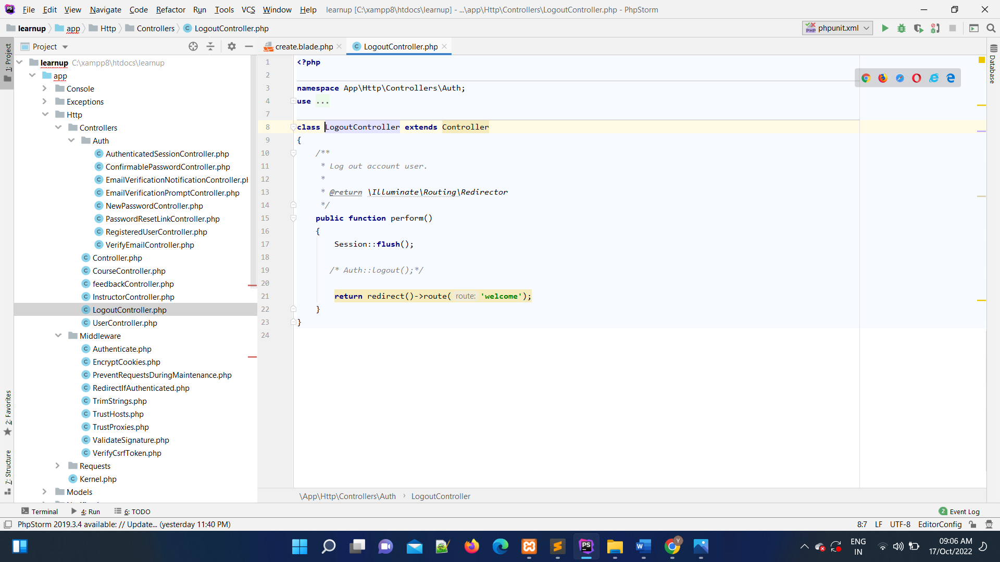 File Edit View Navigate Code Refactor Run Tools VCS Window Help learnup [C:\xampp8\htdocs\learnup] - ...\app\Http\Controllers\LogoutController.php - PhpStorm
learnup app Http Controllers LogoutController.php phpunit.xml
1: Project
Project
create.blade.php LogoutController.php
Database
learnup C:\xampp8\htdocs\learnup
app
Console
Exceptions
Http
Controllers
Auth
AuthenticatedSessionController.php
ConfirmablePasswordController.php
EmailVerificationNotificationController.pl
EmailVerificationPromptController.php
NewPasswordController.php
PasswordResetLinkController.php
RegisteredUserController.php
VerifyEmailController.php
Controller.php
CourseController.php
feedbackController.php
InstructorController.php
LogoutController.php
UserController.php
Middleware
Authenticate.php
EncryptCookies.php
PreventRequestsDuringMaintenance.php
RedirectIfAuthenticated.php
TrimStrings.php
TrustHosts.php
TrustProxies.php
ValidateSignature.php
VerifyCsrfToken.php
Requests
Kernel.php
Models
2: Favorites
7: Structure
1 <?php
2
3 namespace App\Http\Controllers\Auth;
4 use ...
7
8 class LogoutController extends Controller
9 {
10 /**
11 * Log out account user.
12 *
13 * @return \Illuminate\Routing\Redirector
14 */
15 public function perform()
16 {
17 Session::flush();
18
19 /* Auth::logout();*/
20
21 return redirect()->route( route: 'welcome');
22 }
23 }
24
\App\Http\Controllers\Auth › LogoutController
Terminal 4: Run 6: TODO 2 Event Log
PhpStorm 2019.3.4 available: // Update... (yesterday 11:40 PM) 8:7 LF UTF-8 EditorConfig
ENG
IN
09:06 AM
17/Oct/2022